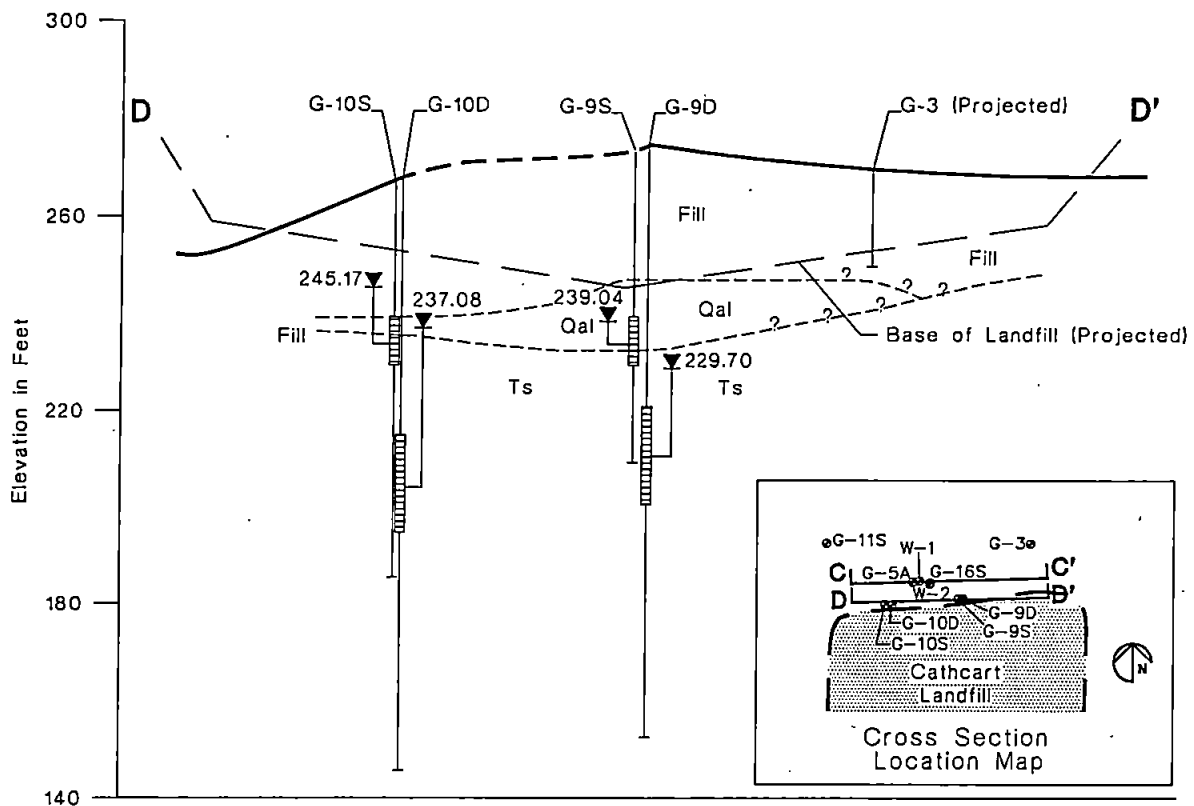 300
D
G-10S
G-10D
G-9S
G-9D
G-3 (Projected)
D'
260
Fill
Fill
245.17
237.08
239.04
?
?
Qal
Qal
?
?
?
?
Fill
Base of Landfill (Projected)
229.70
Ts
Ts
220
Elevation in Feet
G-11S
W-1
G-3
C
G-5A
G-16S
C'
D
W-2
D'
G-10D
G-9D
G-10S
G-9S
N
Cathcart
Landfill
180
Cross Section
Location Map
140